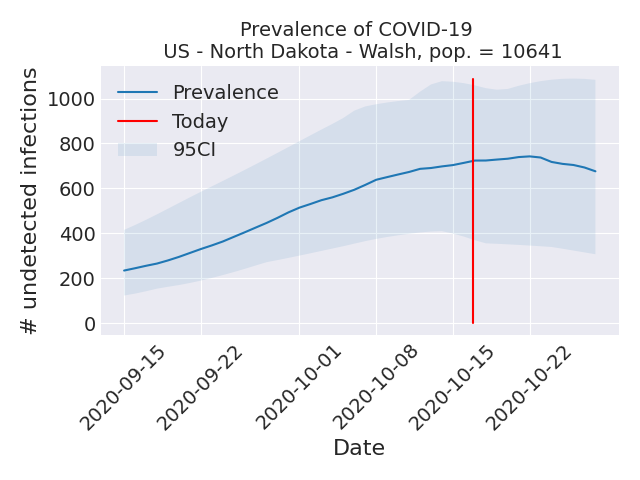 Prevalence of COVID-19
US - North Dakota - Walsh, pop. = 10641
# undetected infections
1000
800
600
400
200
0
Prevalence
Today
95CI
2020-09-15
2020-09-22
2020-10-01
2020-10-08
2020-10-15
2020-10-22
Date